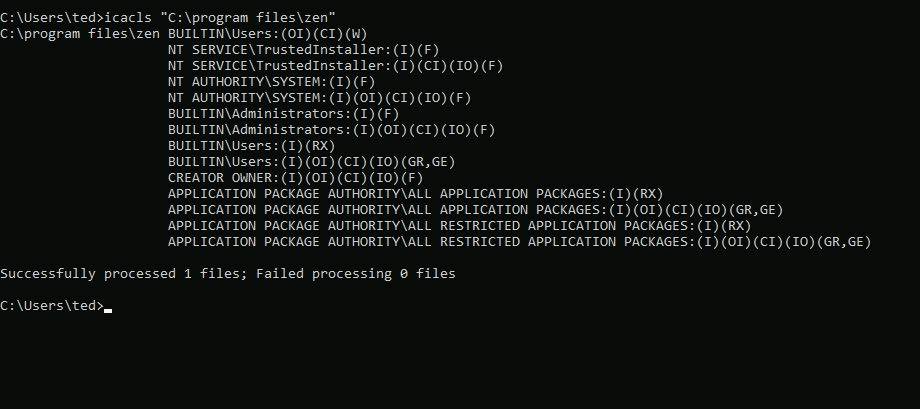 C:\Users\ted>icacls "C:\program files\zen"
C:\program files\zen BUILTIN\Users:(OI)(CI)(W)
NT SERVICE\TrustedInstaller:(I)(F)
NT SERVICE\TrustedInstaller:(I)(CI)(IO)(F)
NT AUTHORITY\SYSTEM:(I)(F)
NT AUTHORITY\SYSTEM:(I)(OI)(CI)(IO)(F)
BUILTIN\Administrators:(I)(F)
BUILTIN\Administrators:(I)(OI)(CI)(IO)(F)
BUILTIN\Users:(I)(RX)
BUILTIN\Users:(I)(OI)(CI)(IO)(GR,GE)
CREATOR OWNER:(I)(OI)(CI)(IO)(F)
APPLICATION PACKAGE AUTHORITY\ALL APPLICATION PACKAGES:(I)(RX)
APPLICATION PACKAGE AUTHORITY\ALL APPLICATION PACKAGES:(I)(OI)(CI)(IO)(GR,GE)
APPLICATION PACKAGE AUTHORITY\ALL RESTRICTED APPLICATION PACKAGES:(I)(RX)
APPLICATION PACKAGE AUTHORITY\ALL RESTRICTED APPLICATION PACKAGES:(I)(OI)(CI)(IO)(GR,GE)
Successfully processed 1 files; Failed processing 0 files
C:\Users\ted>